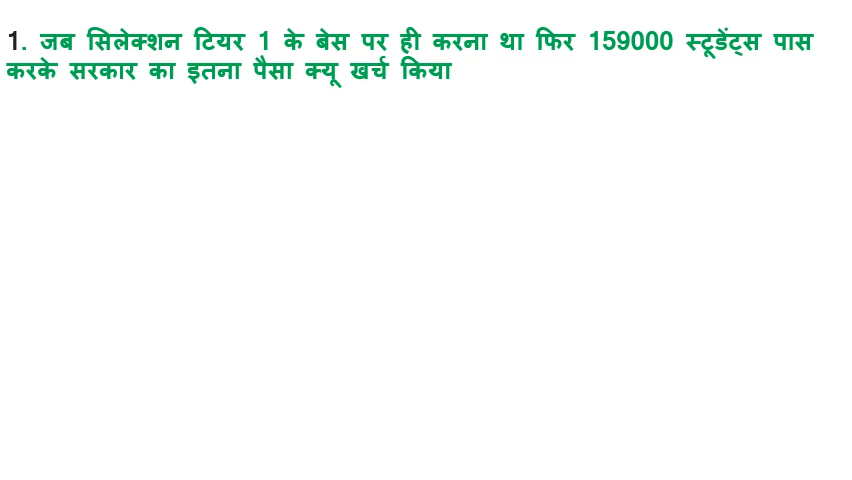 1. जब सिलेक्शन टियर 1 के बेस पर ही करना था फिर 159000 स्टूडेंट्स पास
करके सरकार का इतना पैसा क्यू खर्च किया